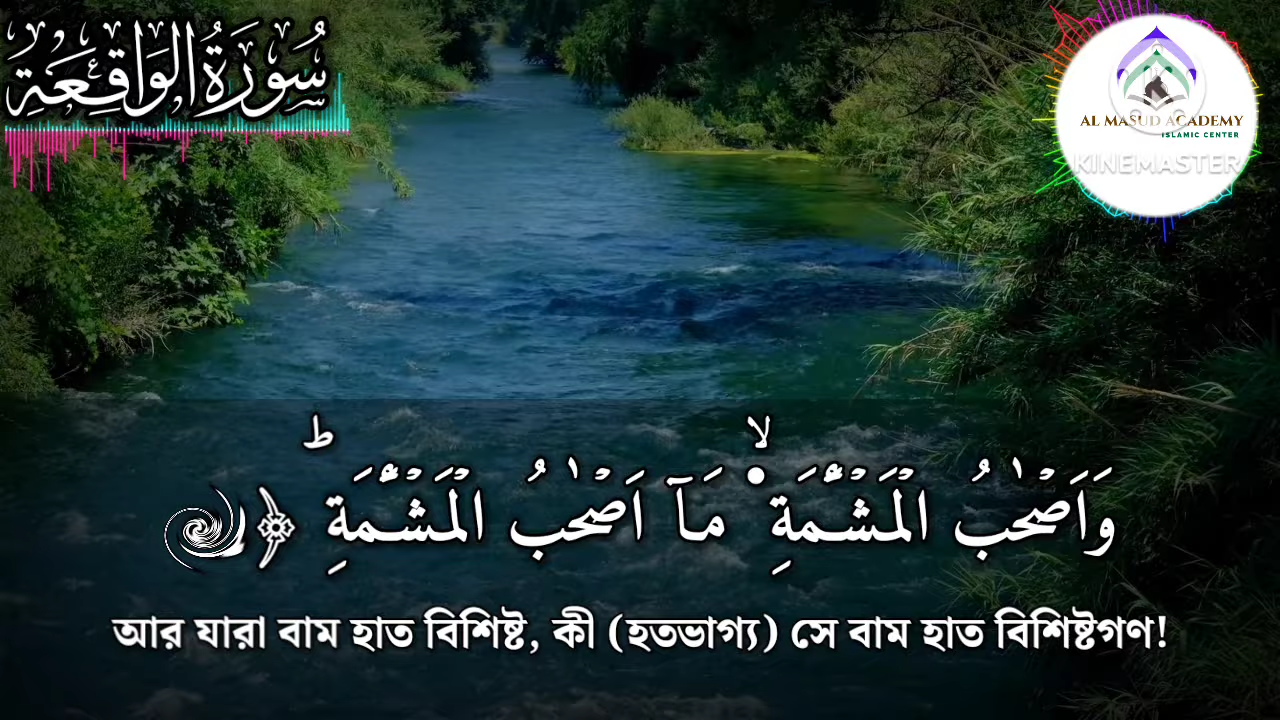 سُورَةُ الوَاقِعَةِ
AL MASUD ACADEMY
ISLAMIC CENTER
KINEMASTER
وَاَصْحٰبُ الْمَشْـَٔمَةِ ۙ۬ مَاۤ اَصْحٰبُ الْمَشْـَٔمَةِ ؕ
আর যারা বাম হাত বিশিষ্ট, কী (হতভাগ্য) সে বাম হাত বিশিষ্টগণ!